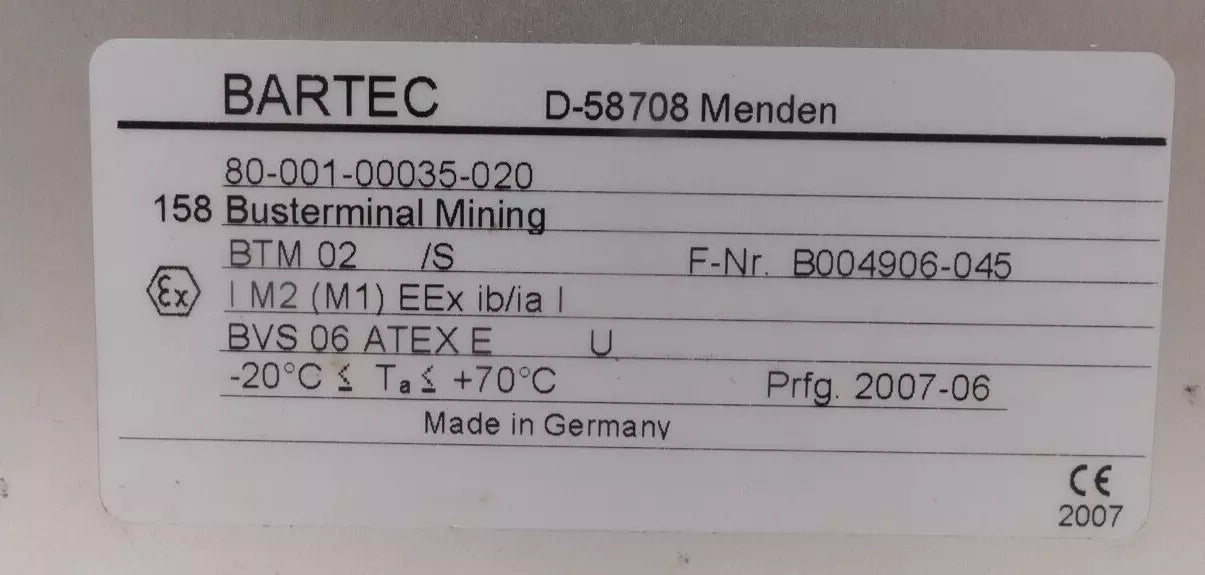 BARTEC D-58708 Menden
80-001-00035-020
158 Busterminal Mining
BTM 02 /S F-Nr. B004906-045
Ex I M2 (M1) EEx ib/ia I
BVS 06 ATEX E U
-20°C ≤ Ta ≤ +70°C Prfg. 2007-06
Made in Germany
CE
2007